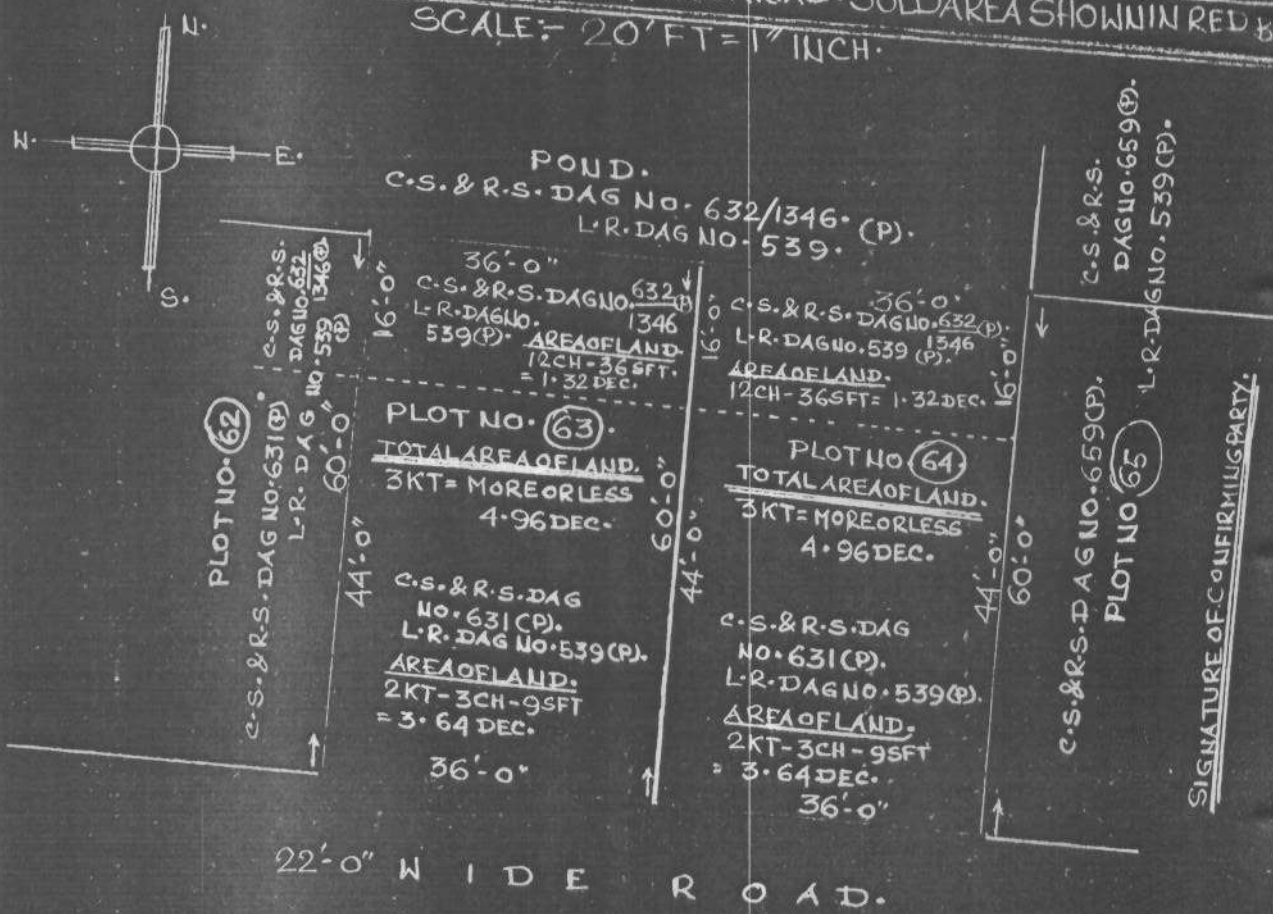 SOLD AREA SHOWN IN RED B
SCALE:- 20'FT = 1" INCH.
N.
W.
E.
S.
POND.
C.S. & R.S. DAG No. 632/1346. (P).
L.R. DAG NO. 539.
PLOT NO. 62
C.S. & R.S. DAG NO. 631(P)
L.R. DAG NO. 539 (P)
C.S. & R.S.
DAG NO. 632
1346(P)
16'-0"
60'-0"
44'-0"
36'-0"
C.S. & R.S. DAG NO. 632 (P)
1346
L.R. DAG NO.
539(P).
AREA OF LAND.
12CH-36SFT.
= 1.32 DEC.
PLOT NO. 63.
TOTAL AREA OF LAND.
3KT = MORE OR LESS
4.96 DEC.
C.S. & R.S. DAG
NO. 631(P).
L.R. DAG NO. 539(P).
AREA OF LAND.
2KT-3CH-9SFT
= 3.64 DEC.
36'-0"
16'-0"
60'-0"
44'-0"
36'-0"
C.S. & R.S. DAG NO. 632 (P).
1346
L.R. DAG NO. 539 (P).
AREA OF LAND.
12CH-36SFT = 1.32 DEC.
PLOT NO 64
TOTAL AREA OF LAND.
3KT = MORE OR LESS
4.96 DEC.
C.S. & R.S. DAG
NO. 631(P).
L.R. DAG NO. 539(P).
AREA OF LAND.
2KT-3CH-9SFT
= 3.64 DEC.
36'-0"
16'-0"
44'-0"
60'-0"
C.S. & R.S.
DAG NO. 659(P).
L.R. DAG NO. 539(P).
C.S. & R.S. DAG NO. 659(P).
PLOT NO 65
SIGNATURE OF CONFIRMING PARTY.
22'-0" WIDE ROAD.